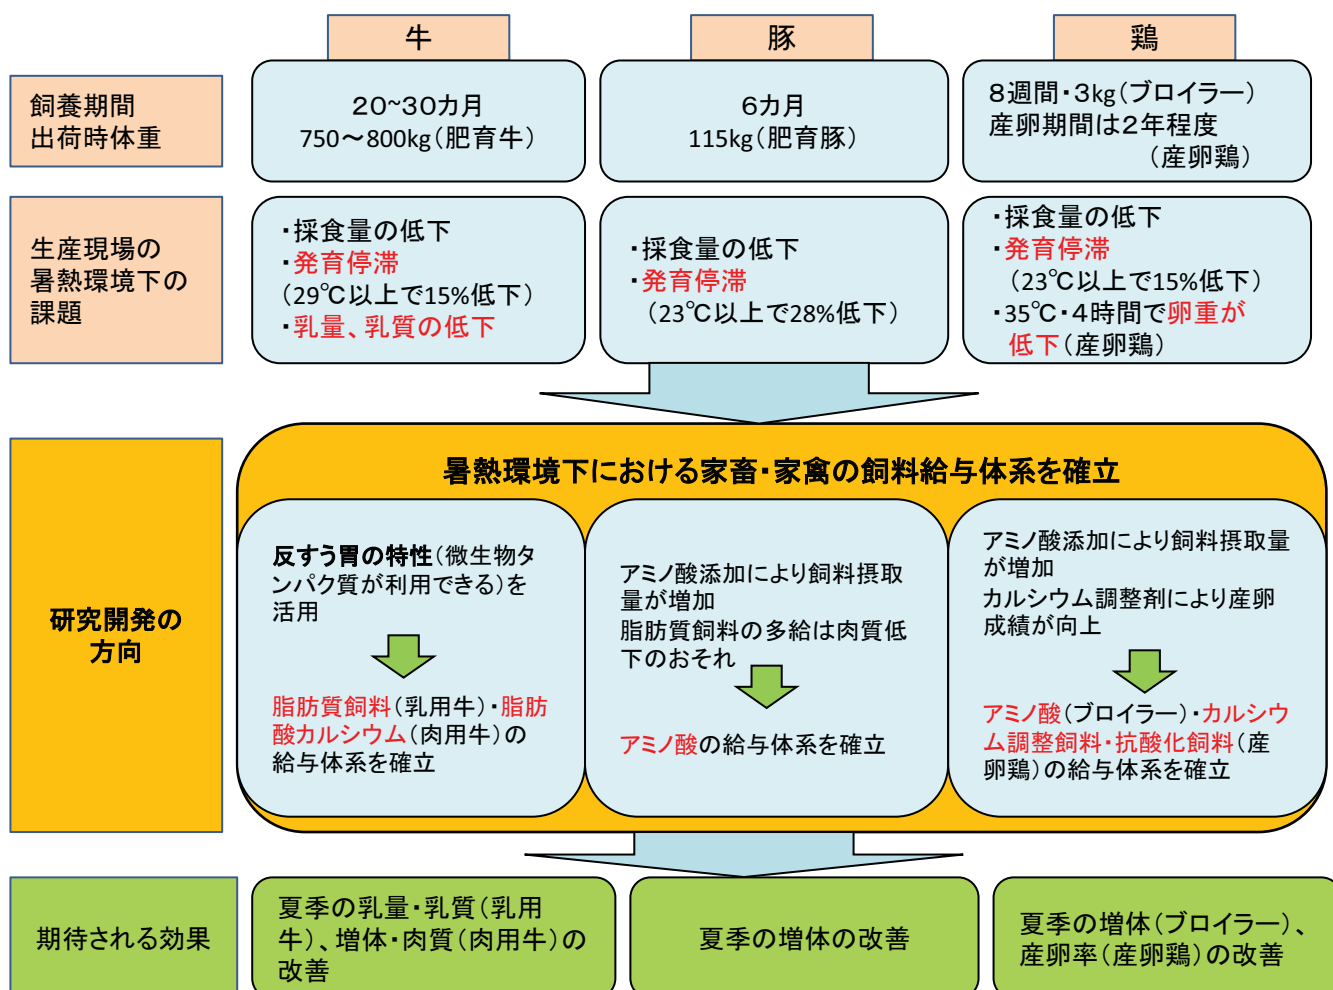 牛
豚
鶏
飼養期間
出荷時体重
20~30カ月
750～800kg(肥育牛)
6カ月
115kg(肥育豚)
8週間・3kg(ブロイラー)
産卵期間は2年程度
(産卵鶏)
生産現場の
暑熱環境下の
課題
・採食量の低下
・発育停滞
(29℃以上で15%低下)
・乳量、乳質の低下
・採食量の低下
・発育停滞
(23℃以上で28%低下)
・採食量の低下
・発育停滞
(23℃以上で15%低下)
・35℃・4時間で卵重が
低下(産卵鶏)
研究開発の
方向
暑熱環境下における家畜・家禽の飼料給与体系を確立
反すう胃の特性(微生物タ
ンパク質が利用できる)を
活用
脂肪質飼料(乳用牛)・脂肪
酸カルシウム(肉用牛)の
給与体系を確立
アミノ酸添加により飼料摂取
量が増加
脂肪質飼料の多給は肉質低
下のおそれ
アミノ酸の給与体系を確立
アミノ酸添加により飼料摂取量
が増加
カルシウム調整剤により産卵
成績が向上
アミノ酸(ブロイラー)・カルシウ
ム調整飼料・抗酸化飼料(産
卵鶏)の給与体系を確立
期待される効果
夏季の乳量・乳質(乳用
牛)、増体・肉質(肉用牛)の
改善
夏季の増体の改善
夏季の増体(ブロイラー)、
産卵率(産卵鶏)の改善